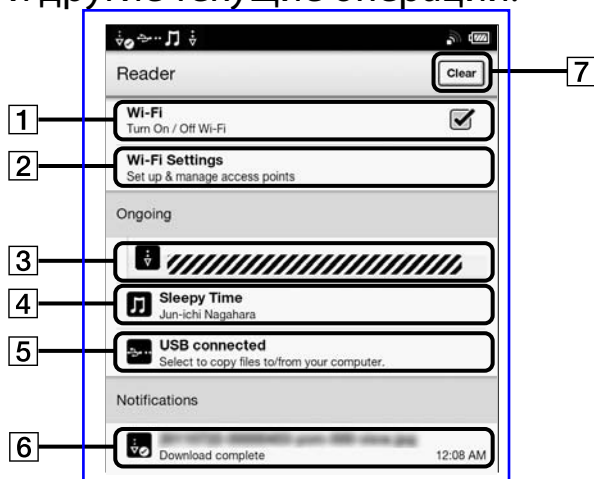 и другие текущие операции.
Reader
Clear
7
1
Wi-Fi
Turn On / Off Wi-Fi
2
Wi-Fi Settings
Set up & manage access points
Ongoing
3
4
Sleepy Time
Jun-ichi Nagahara
5
USB connected
Select to copy files to/from your computer.
Notifications
6
Download complete
12:08 AM